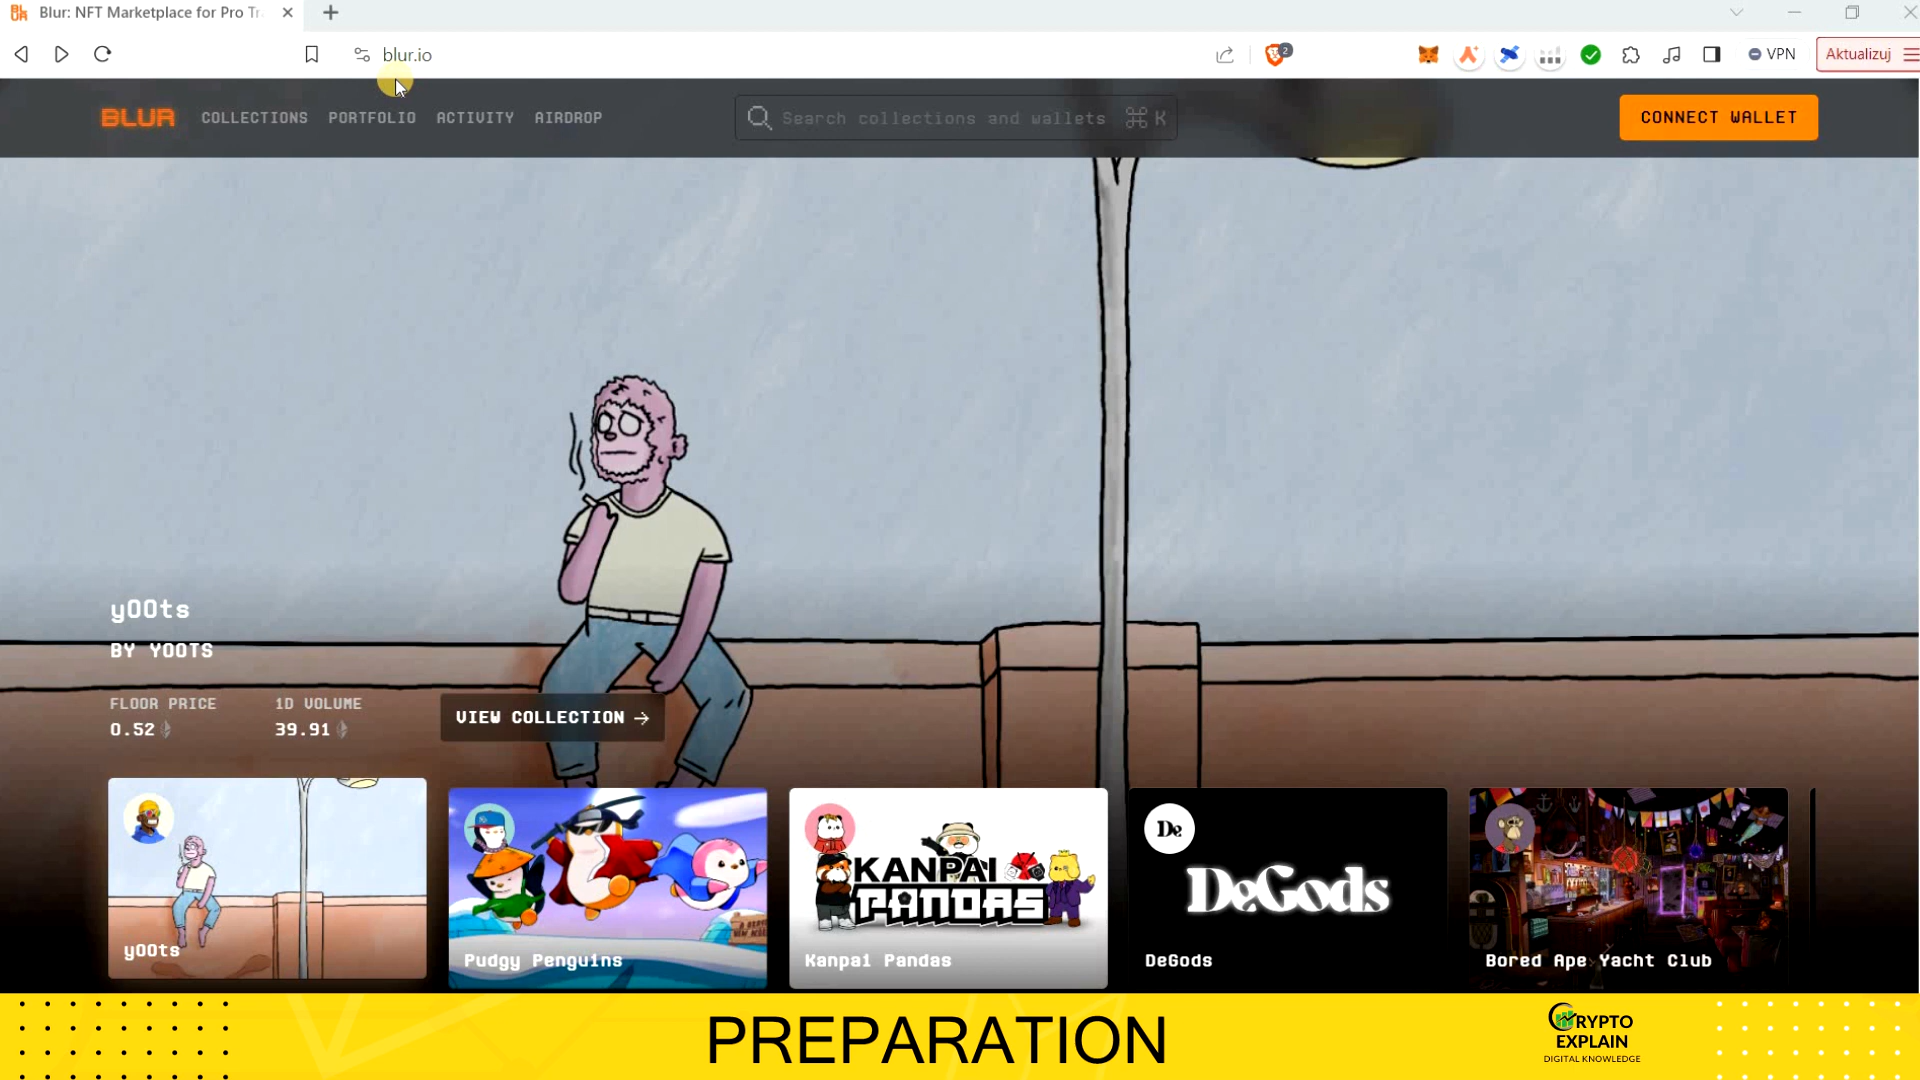 Blur: NFT Marketplace for Pro Tr
blur.io
2
VPN
Aktualizuj
BLUR
COLLECTIONS
PORTFOLIO
ACTIVITY
AIRDROP
Search collections and wallets
⌘ K
CONNECT WALLET
y00ts
BY YOOTS
FLOOR PRICE
1D VOLUME
0.52
39.91
VIEW COLLECTION →
y00ts
Pudgy Penguins
KANPAI
PANDAS
Kanpai Pandas
De
DeGods
DeGods
Bored Ape Yacht Club
PREPARATION
CRYPTO
EXPLAIN
DIGITAL KNOWLEDGE